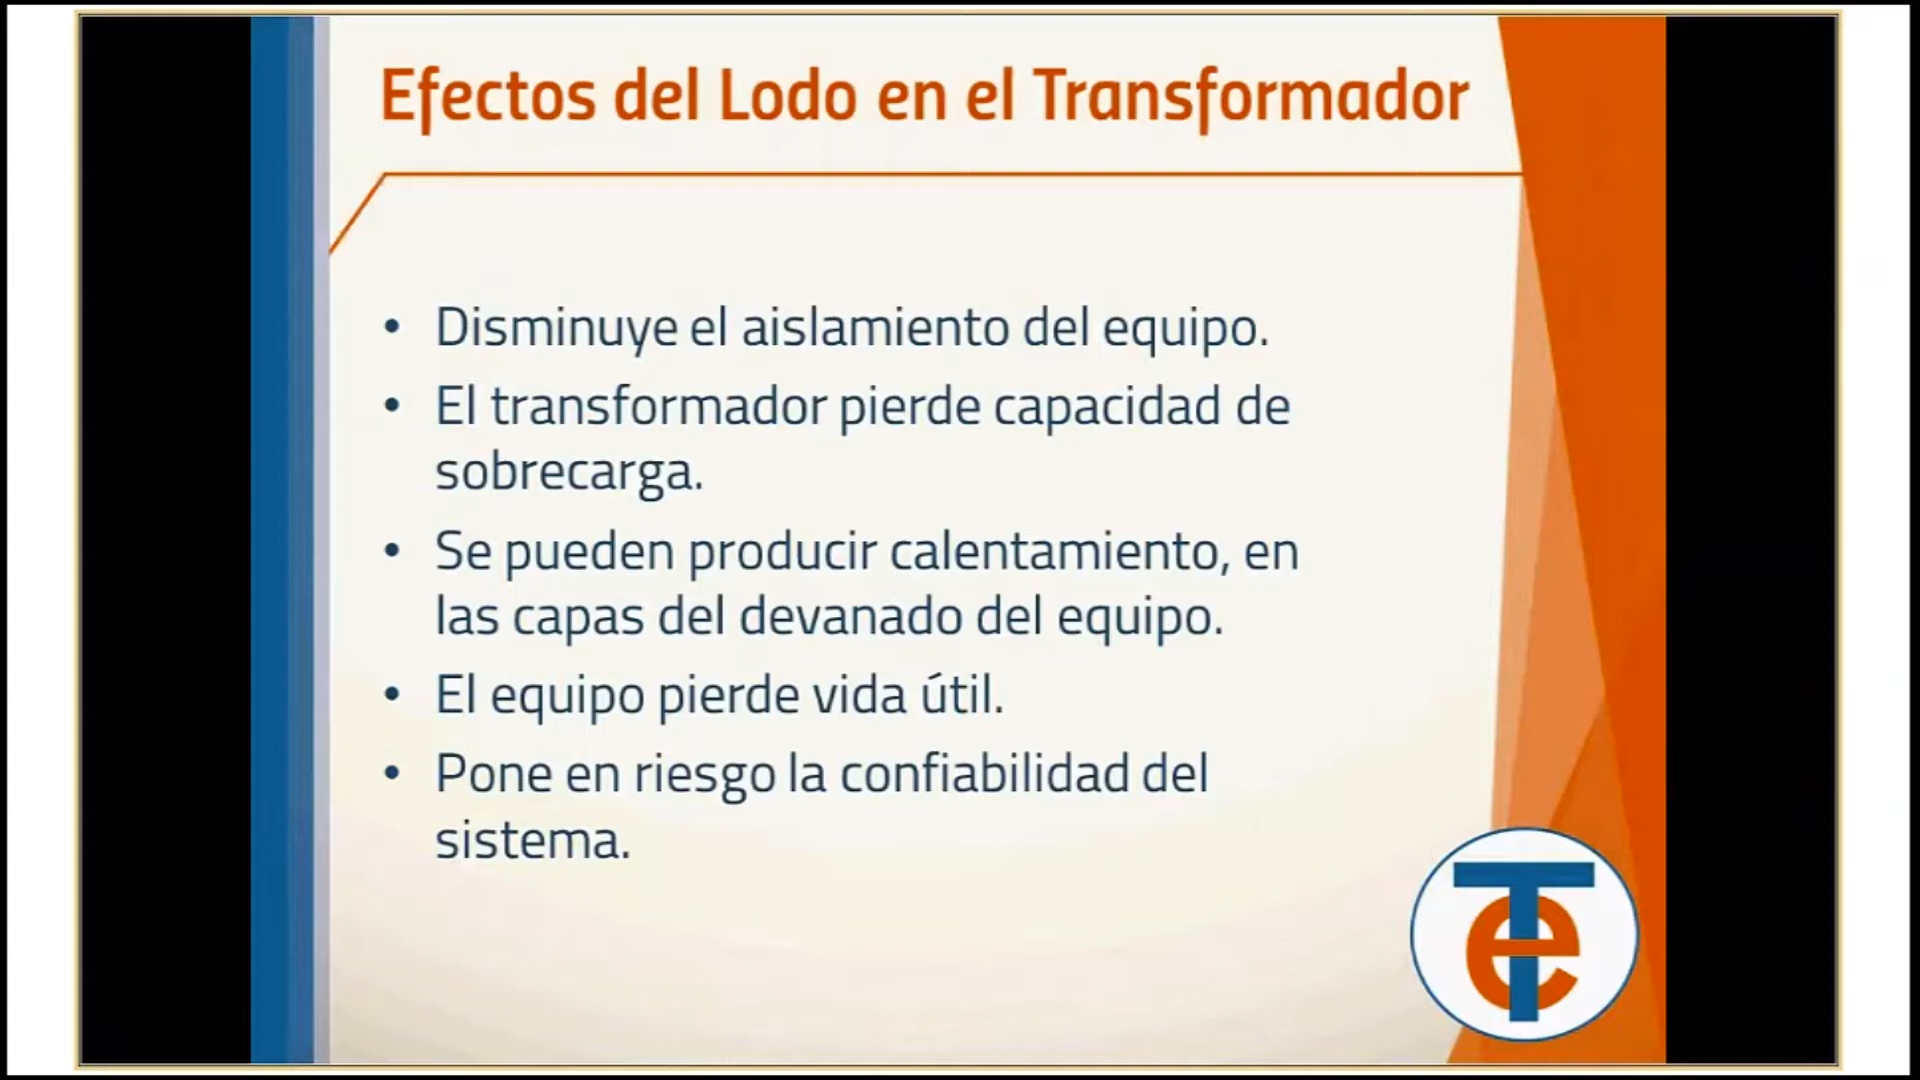 Efectos del Lodo en el Transformador
• Disminuye el aislamiento del equipo.
• El transformador pierde capacidad de
sobrecarga.
• Se pueden producir calentamiento, en
las capas del devanado del equipo.
• El equipo pierde vida útil.
• Pone en riesgo la confiabilidad del
sistema.
Te